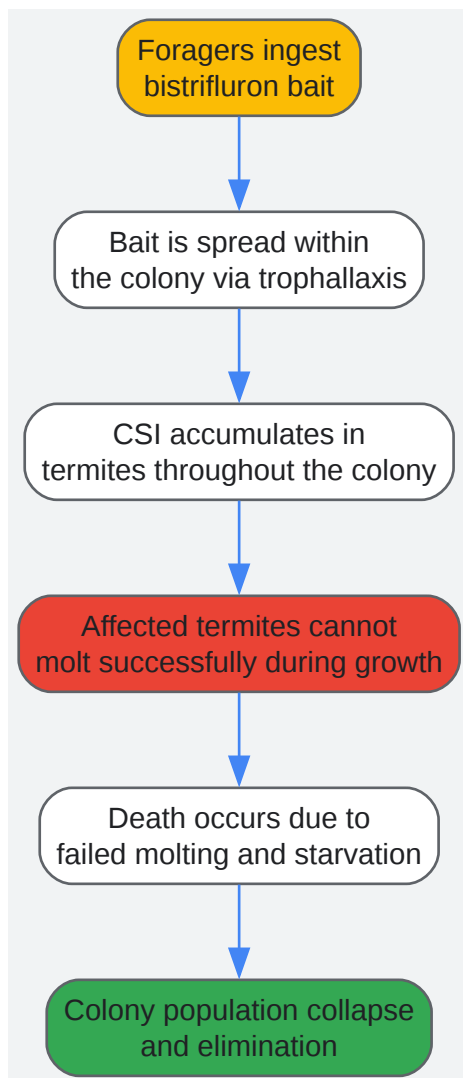 Foragers ingest
bistrifluron bait
Bait is spread within
the colony via trophallaxis
CSI accumulates in
termites throughout the colony
Affected termites cannot
molt successfully during growth
Death occurs due to
failed molting and starvation
Colony population collapse
and elimination